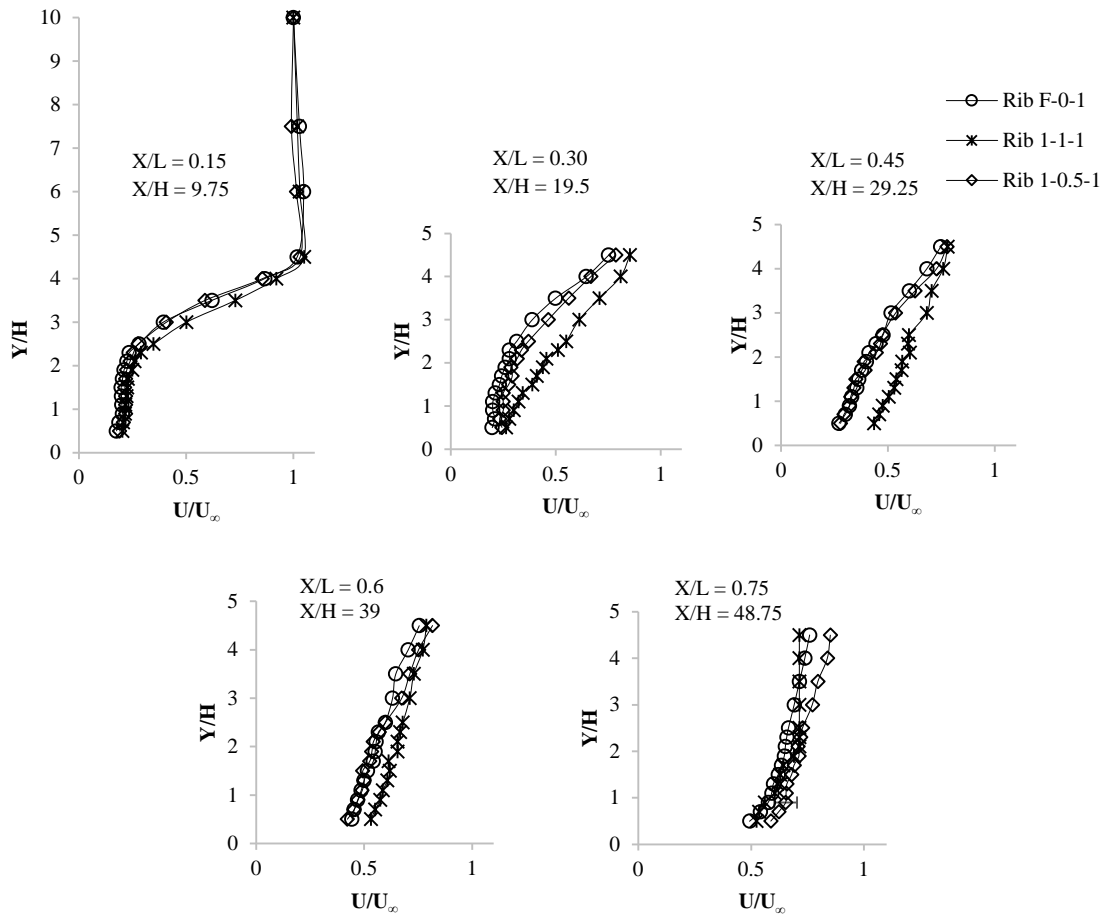 10
9
8
7
6
5
4
3
2
1
0
Y/H
0 0.5 1
U/U∞
X/L = 0.15
X/H = 9.75
X/L = 0.30
X/H = 19.5
5
4
3
2
1
0
Y/H
0 0.5 1
U/U∞
X/L = 0.45
X/H = 29.25
5
4
3
2
1
0
Y/H
0 0.5 1
U/U∞
Rib F-0-1
Rib 1-1-1
Rib 1-0.5-1
X/L = 0.6
X/H = 39
5
4
3
2
1
0
Y/H
0 0.5 1
U/U∞
X/L = 0.75
X/H = 48.75
5
4
3
2
1
0
Y/H
0 0.5 1
U/U∞